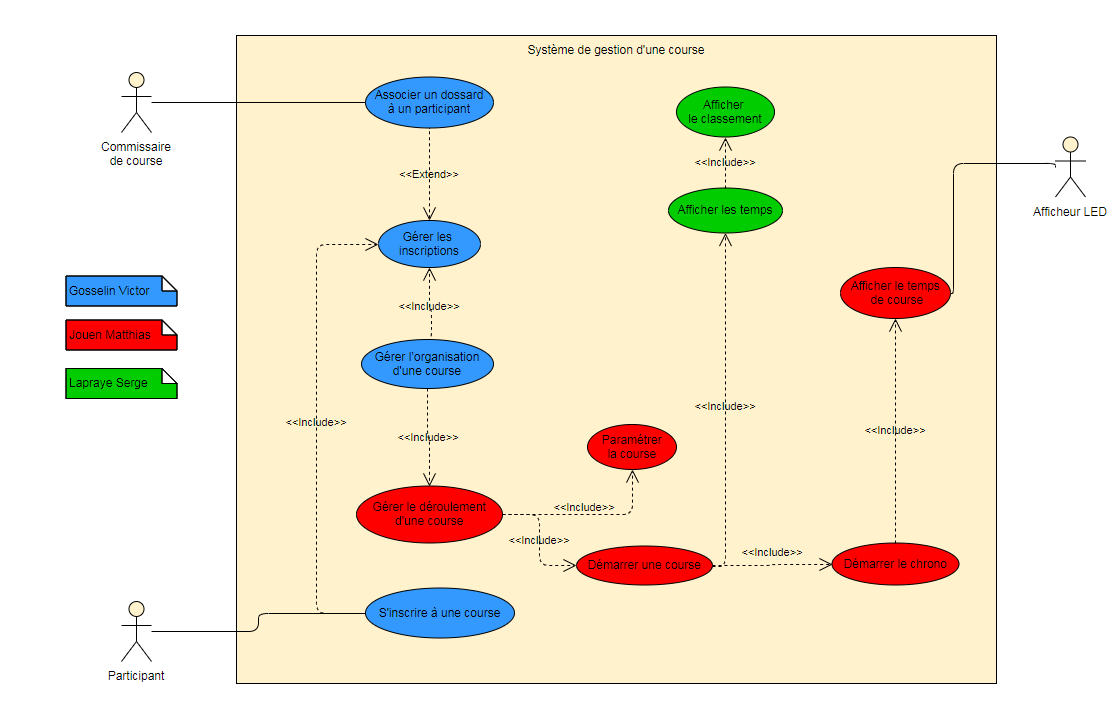 Système de gestion d'une course
Associer un dossard
à un participant
Afficher
le classement
Commissaire
de course
<<Include>>
<<Extend>>
Afficher les temps
Afficheur LED
Gérer les
inscriptions
Gosselin Victor
Afficher le temps
de course
<<Include>>
Jouen Matthias
Gérer l'organisation
d'une course
Lapraye Serge
<<Include>>
<<Include>>
<<Include>>
<<Include>>
Paramétrer
la course
<<Include>>
Gérer le déroulement
d'une course
<<Include>>
<<Include>>
<<Include>>
Démarrer une course
Démarrer le chrono
S'inscrire à une course
Participant